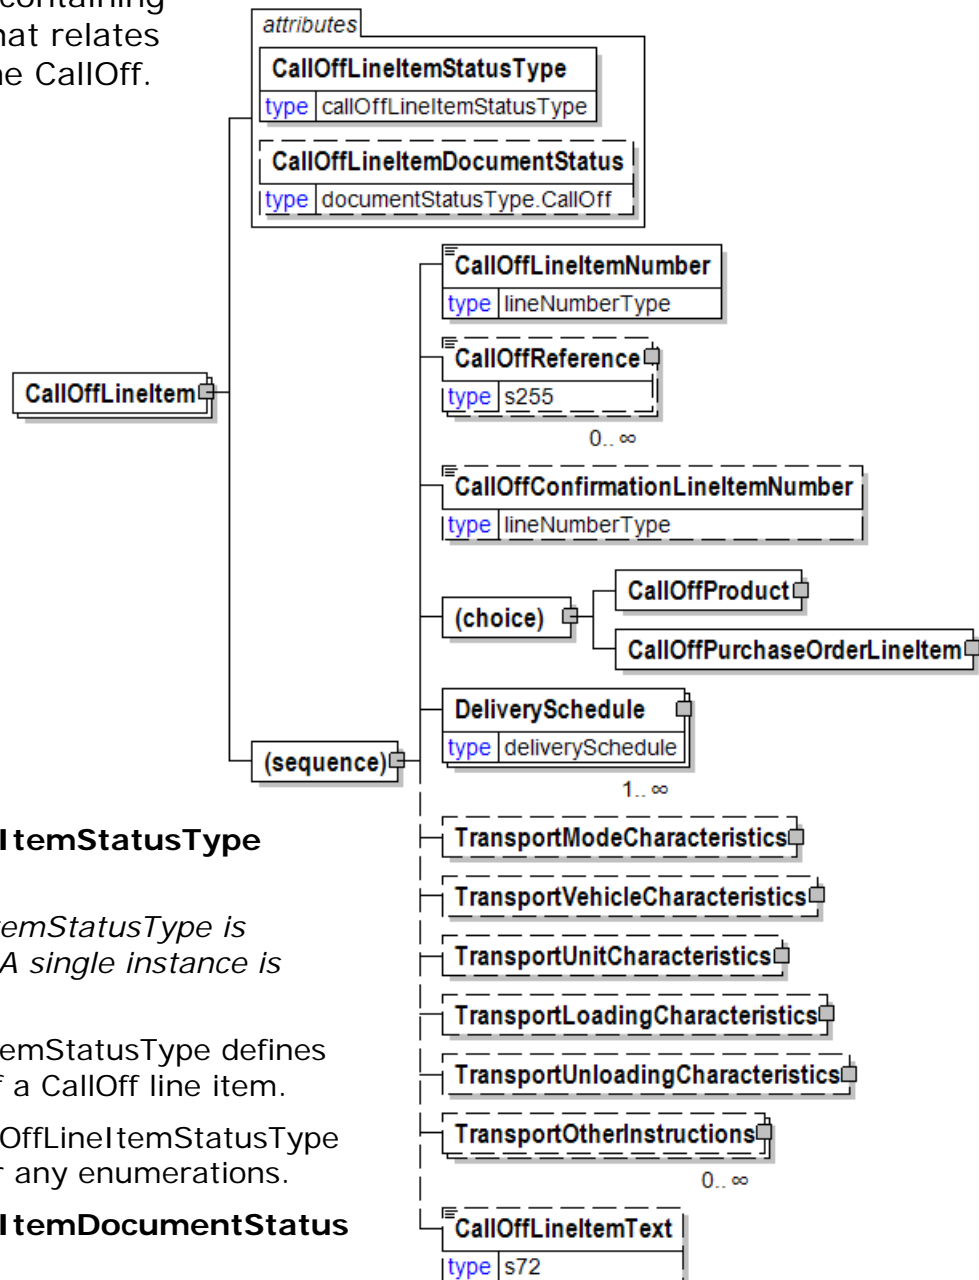 containing
hat relates
ne CallOff.
attributes
CallOffLineItemStatusType
type callOffLineItemStatusType
CallOffLineItemDocumentStatus
type documentStatusType.CallOff
CallOffLineItem
CallOffLineItemNumber
type lineNumberType
CallOffReference
type s255
0.. ∞
CallOffConfirmationLineItemNumber
type lineNumberType
(choice)
CallOffProduct
CallOffPurchaseOrderLineItem
DeliverySchedule
type deliverySchedule
1.. ∞
(sequence)
TransportModeCharacteristics
TransportVehicleCharacteristics
TransportUnitCharacteristics
TransportLoadingCharacteristics
TransportUnloadingCharacteristics
TransportOtherInstructions
0.. ∞
CallOffLineItemText
type s72
ItemStatusType
temStatusType is
A single instance is
temStatusType defines
f a CallOff line item.
OffLineItemStatusType
r any enumerations.
ItemDocumentStatus